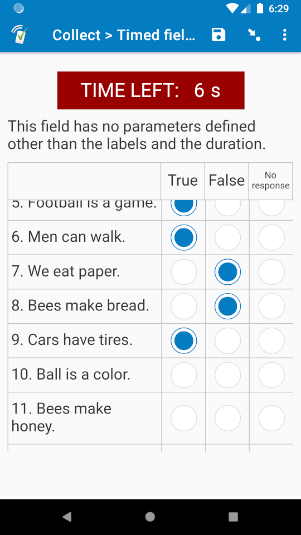 6:29
Collect > Timed fiel...
TIME LEFT: 6 s
This field has no parameters defined
other than the labels and the duration.
True False No
response
5. Football is a game.
6. Men can walk.
7. We eat paper.
8. Bees make bread.
9. Cars have tires.
10. Ball is a color.
11. Bees make
honey.